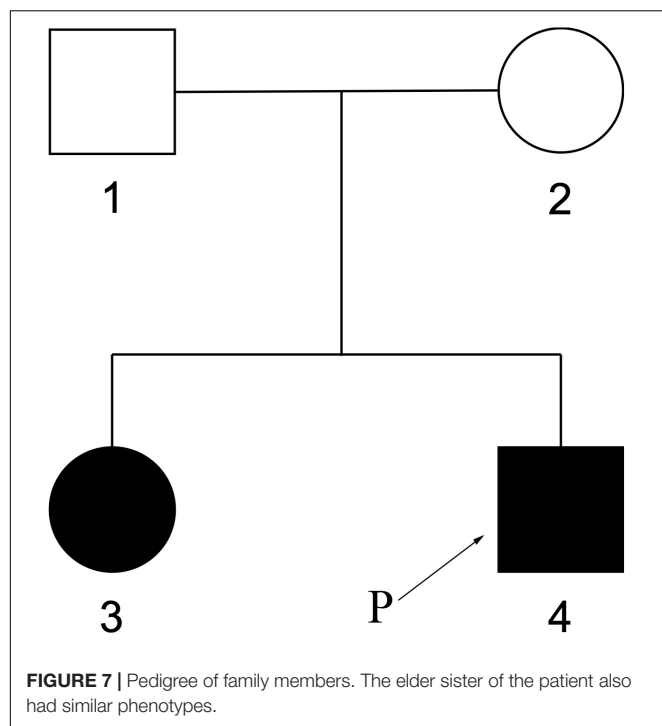 1 2
P
3 4
FIGURE 7 | Pedigree of family members. The elder sister of the patient also
had similar phenotypes.